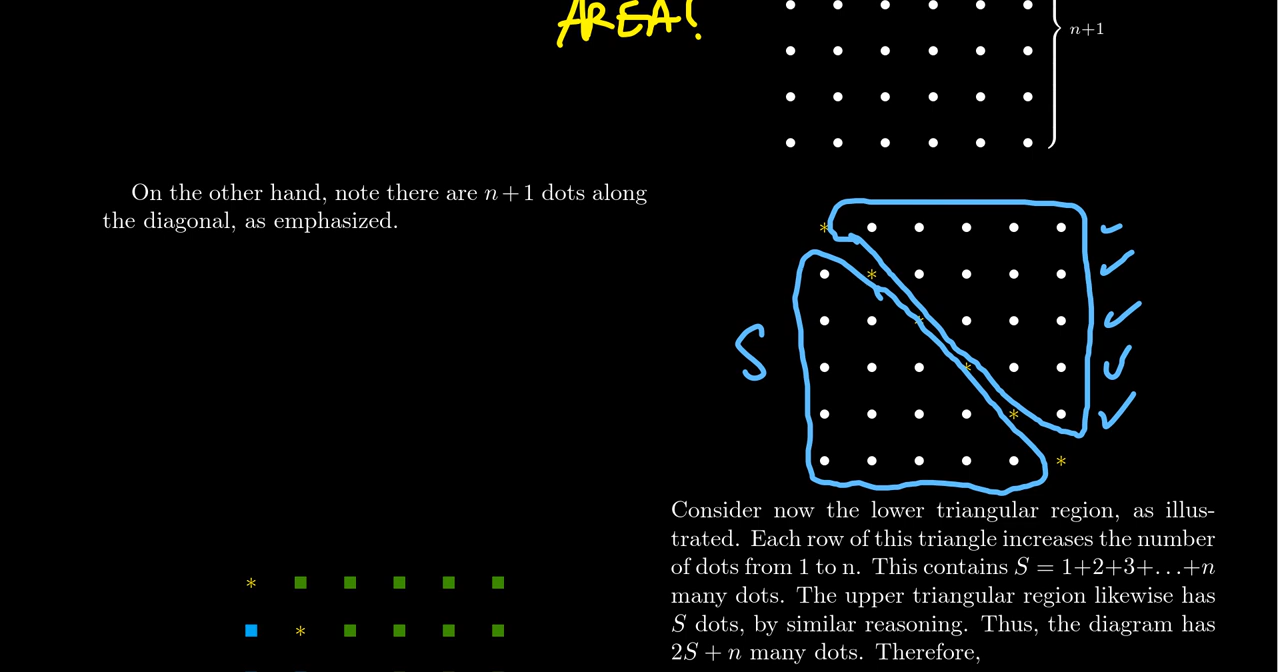 AREA!
n+1
On the other hand, note there are n + 1 dots along
the diagonal, as emphasized.
S
Consider now the lower triangular region, as illus-
trated. Each row of this triangle increases the number
of dots from 1 to n. This contains S = 1+2+3+...+n
many dots. The upper triangular region likewise has
S dots, by similar reasoning. Thus, the diagram has
2S + n many dots. Therefore,